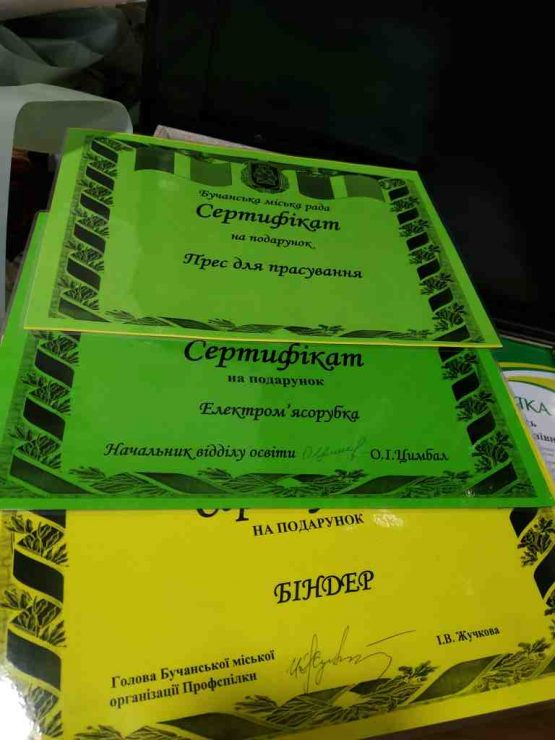 Бучанська міська рада
Сертифікат
на подарунок
Прес для прасування
Сертифікат
на подарунок
Електром'ясорубка
Начальник відділу освіти О.І.Цимбал
НА ПОДАРУНОК
БІНДЕР
Голова Бучанської міської
організації Профспілки
І.В. Жучкова